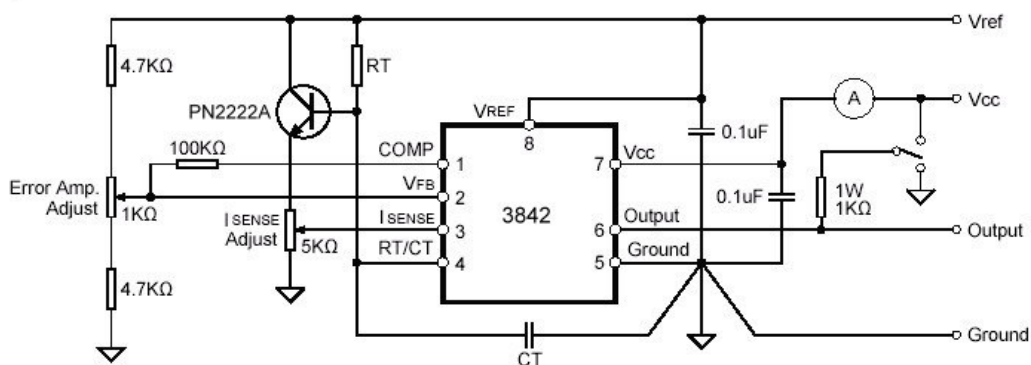 Vref
4.7KΩ
RT
PN2222A
A
Vcc
VREF
8
0.1uF
100KΩ
COMP
1
7
Vcc
Error Amp.
Adjust
1KΩ
VFB
2
3842
0.1uF
1W
1KΩ
ISENSE
Adjust
5KΩ
ISENSE
3
6
Output
Output
RT/CT
4
5
Ground
4.7KΩ
CT
Ground